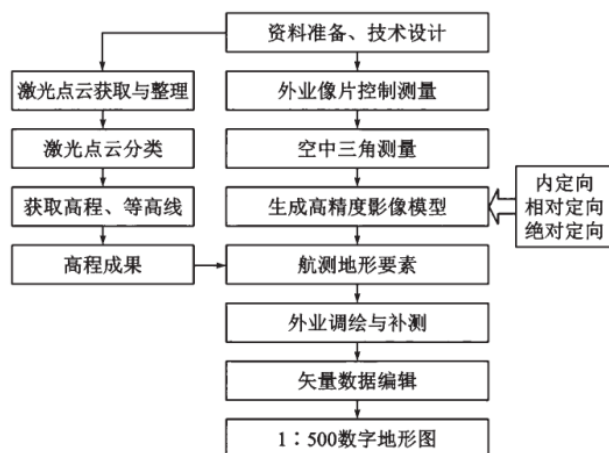 资料准备、技术设计
激光点云获取与整理
外业像片控制测量
激光点云分类
空中三角测量
获取高程、等高线
生成高精度影像模型
内定向
相对定向
绝对定向
高程成果
航测地形要素
外业调绘与补测
矢量数据编辑
1：500数字地形图